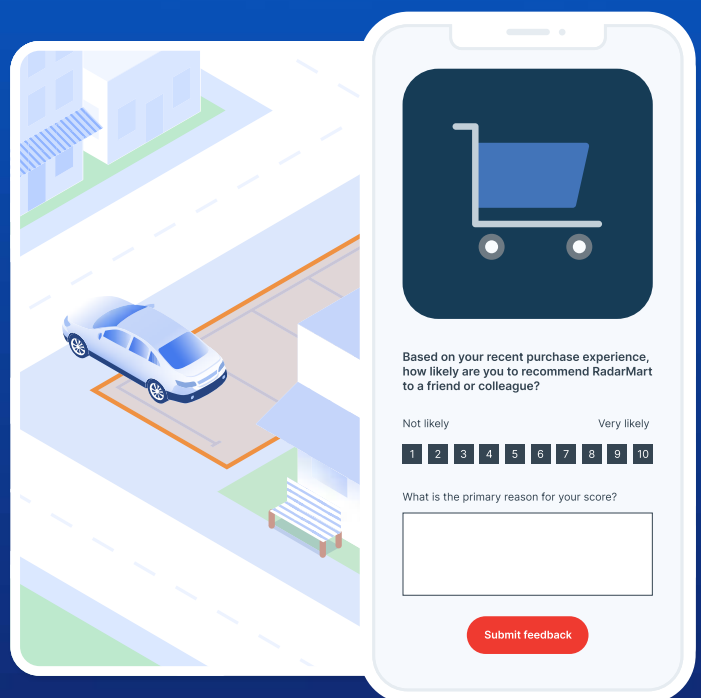 Based on your recent purchase experience,
how likely are you to recommend RadarMart
to a friend or colleague?
Not likely Very likely
1 2 3 4 5 6 7 8 9 10
What is the primary reason for your score?
Submit feedback